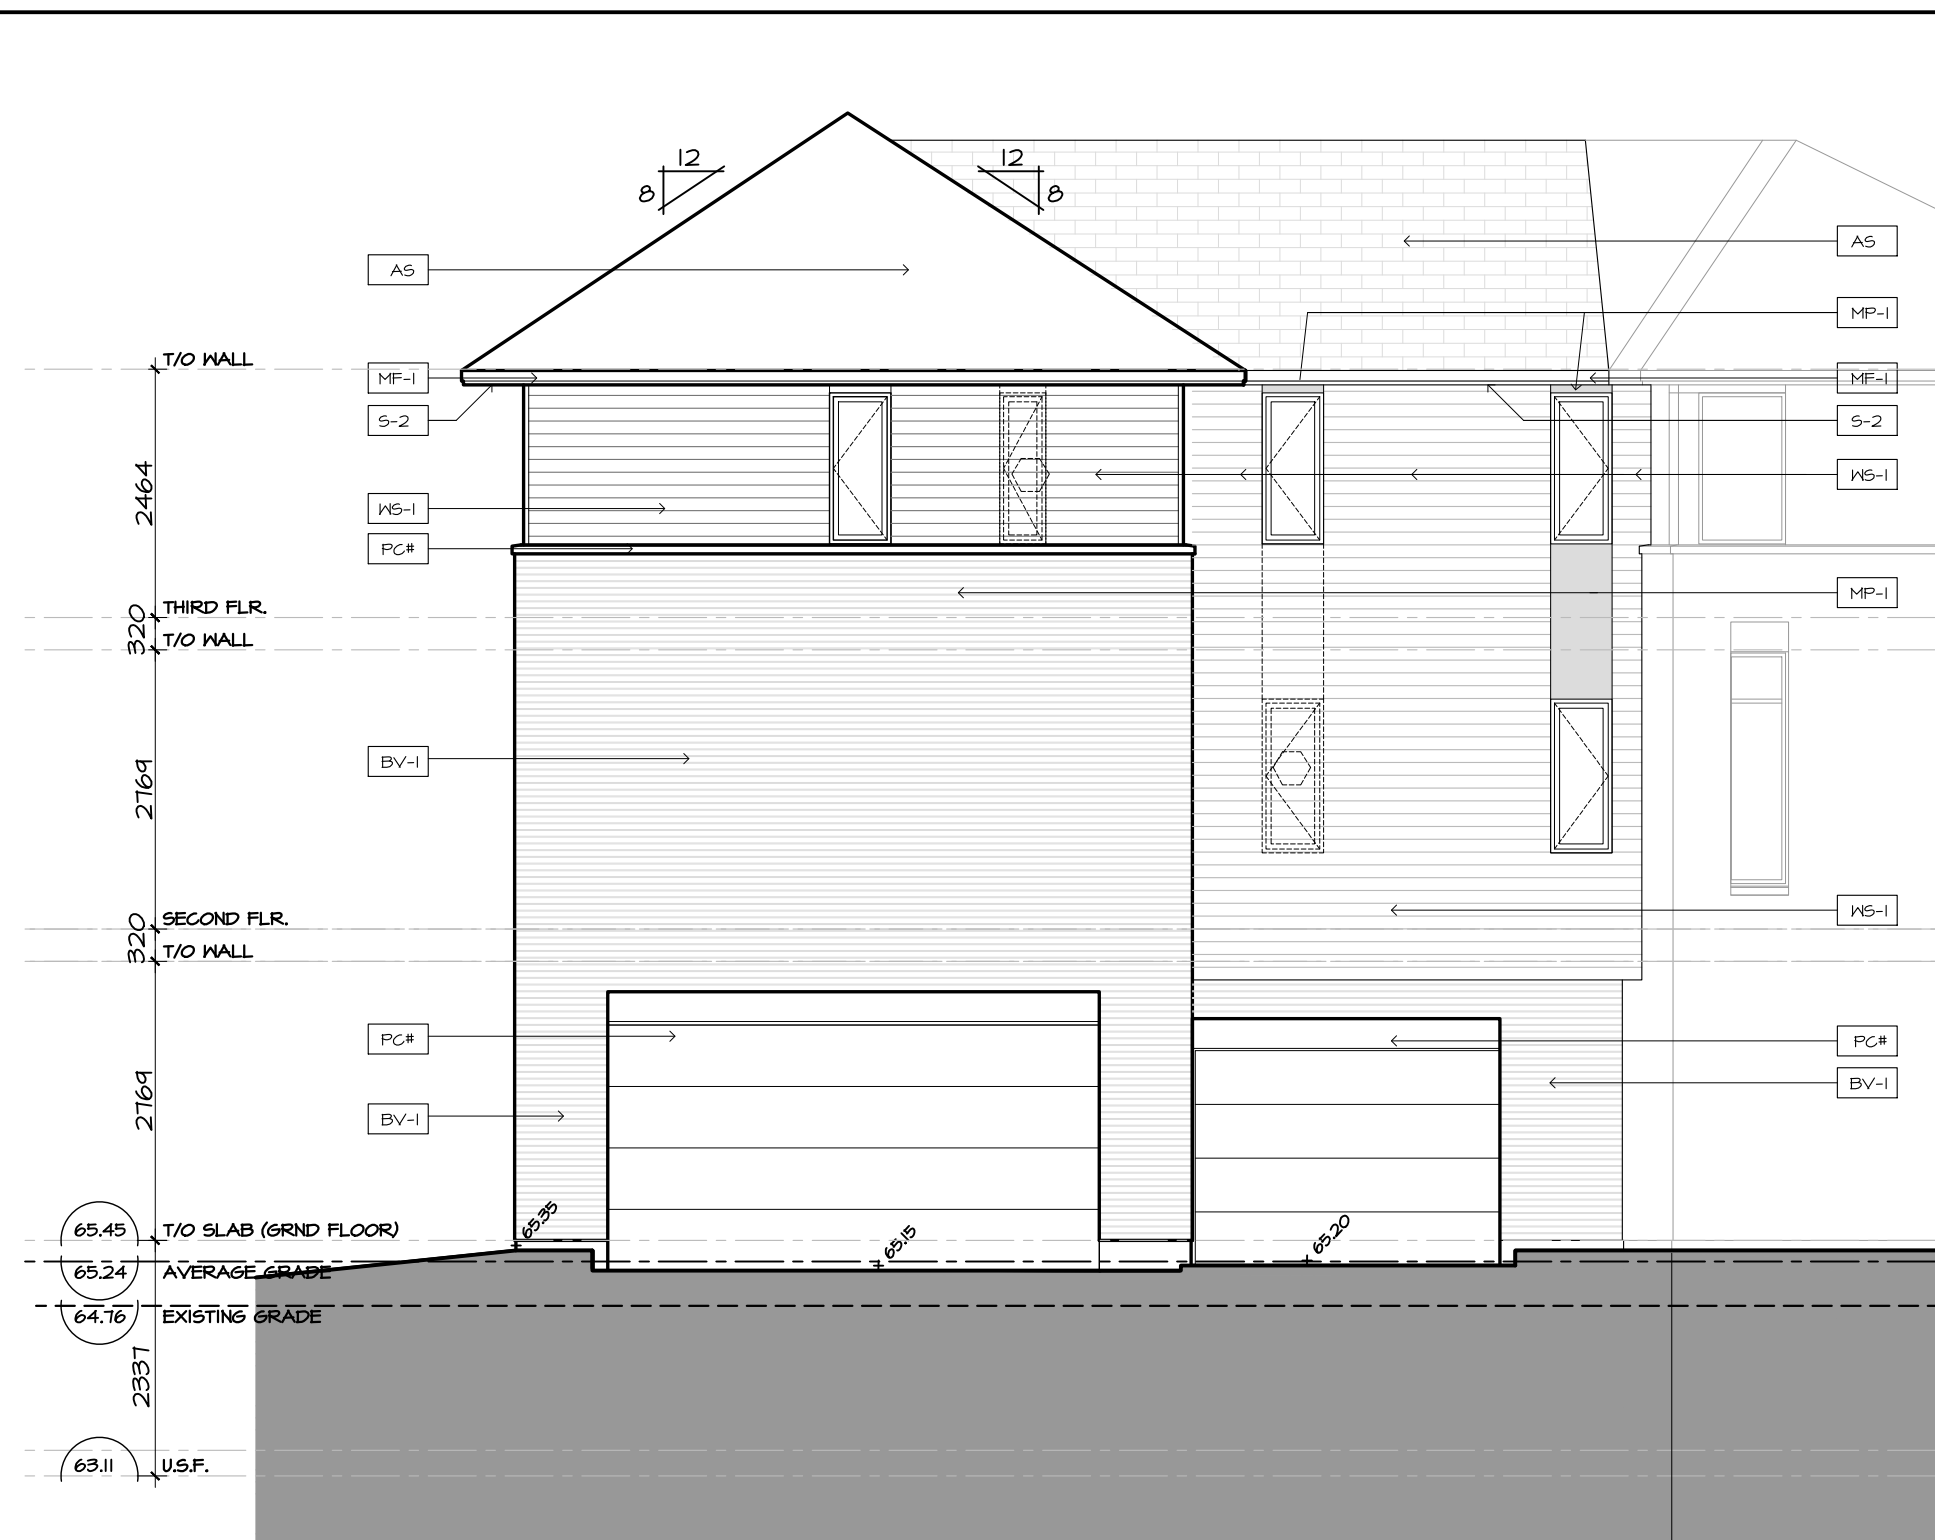 12
8
12
8
AS
AS
MP-1
T/O WALL
MF-1
MF-1
S-2
S-2
2464
WS-1
WS-1
PC#
MP-1
THIRD FLR.
320
T/O WALL
BV-1
2769
WS-1
SECOND FLR.
320
T/O WALL
PC#
PC#
BV-1
BV-1
2769
65.35
65.15
65.20
65.45
T/O SLAB (GRND FLOOR)
65.24
AVERAGE GRADE
64.76
EXISTING GRADE
2337
63.11
U.S.F.